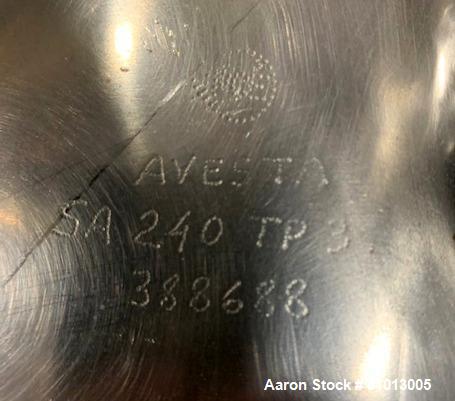 AVESTA
SA 240 TP 3
388688
Aaron Stock #